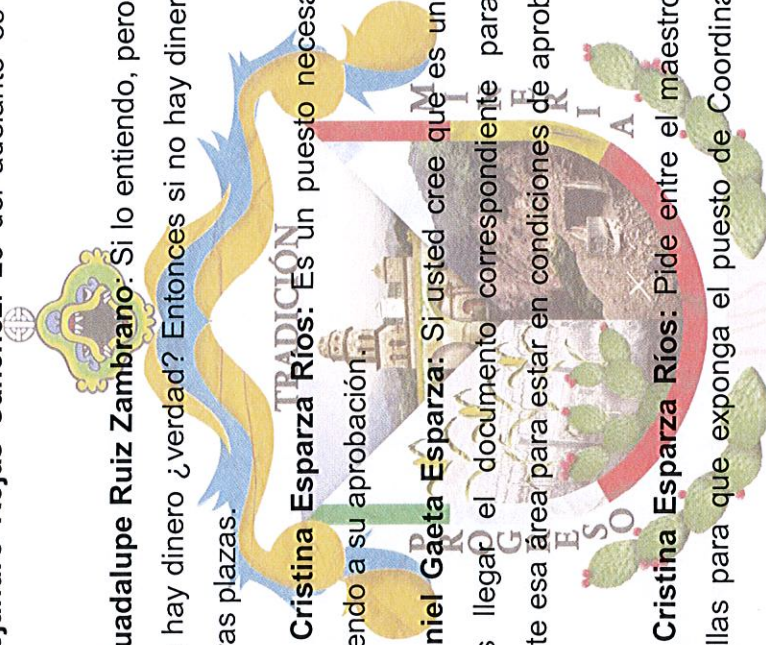 uadalupe Ruiz Zambrano: Si lo entiendo, pero
hay dinero ¿verdad? Entonces si no hay diner
as plazas.
Cristina Esparza Ríos: Es un puesto necesa
endo a su aprobación.
niel Gaeta Esparza: Si usted cree que es un
s llegar el documento correspondiente para
te esa área para estar en condiciones de aprob
Cristina Esparza Ríos: Pide entre el maestro
llas para que exponga el puesto de Coordina
TRADICIÓN
MINERIA
PROGRESO